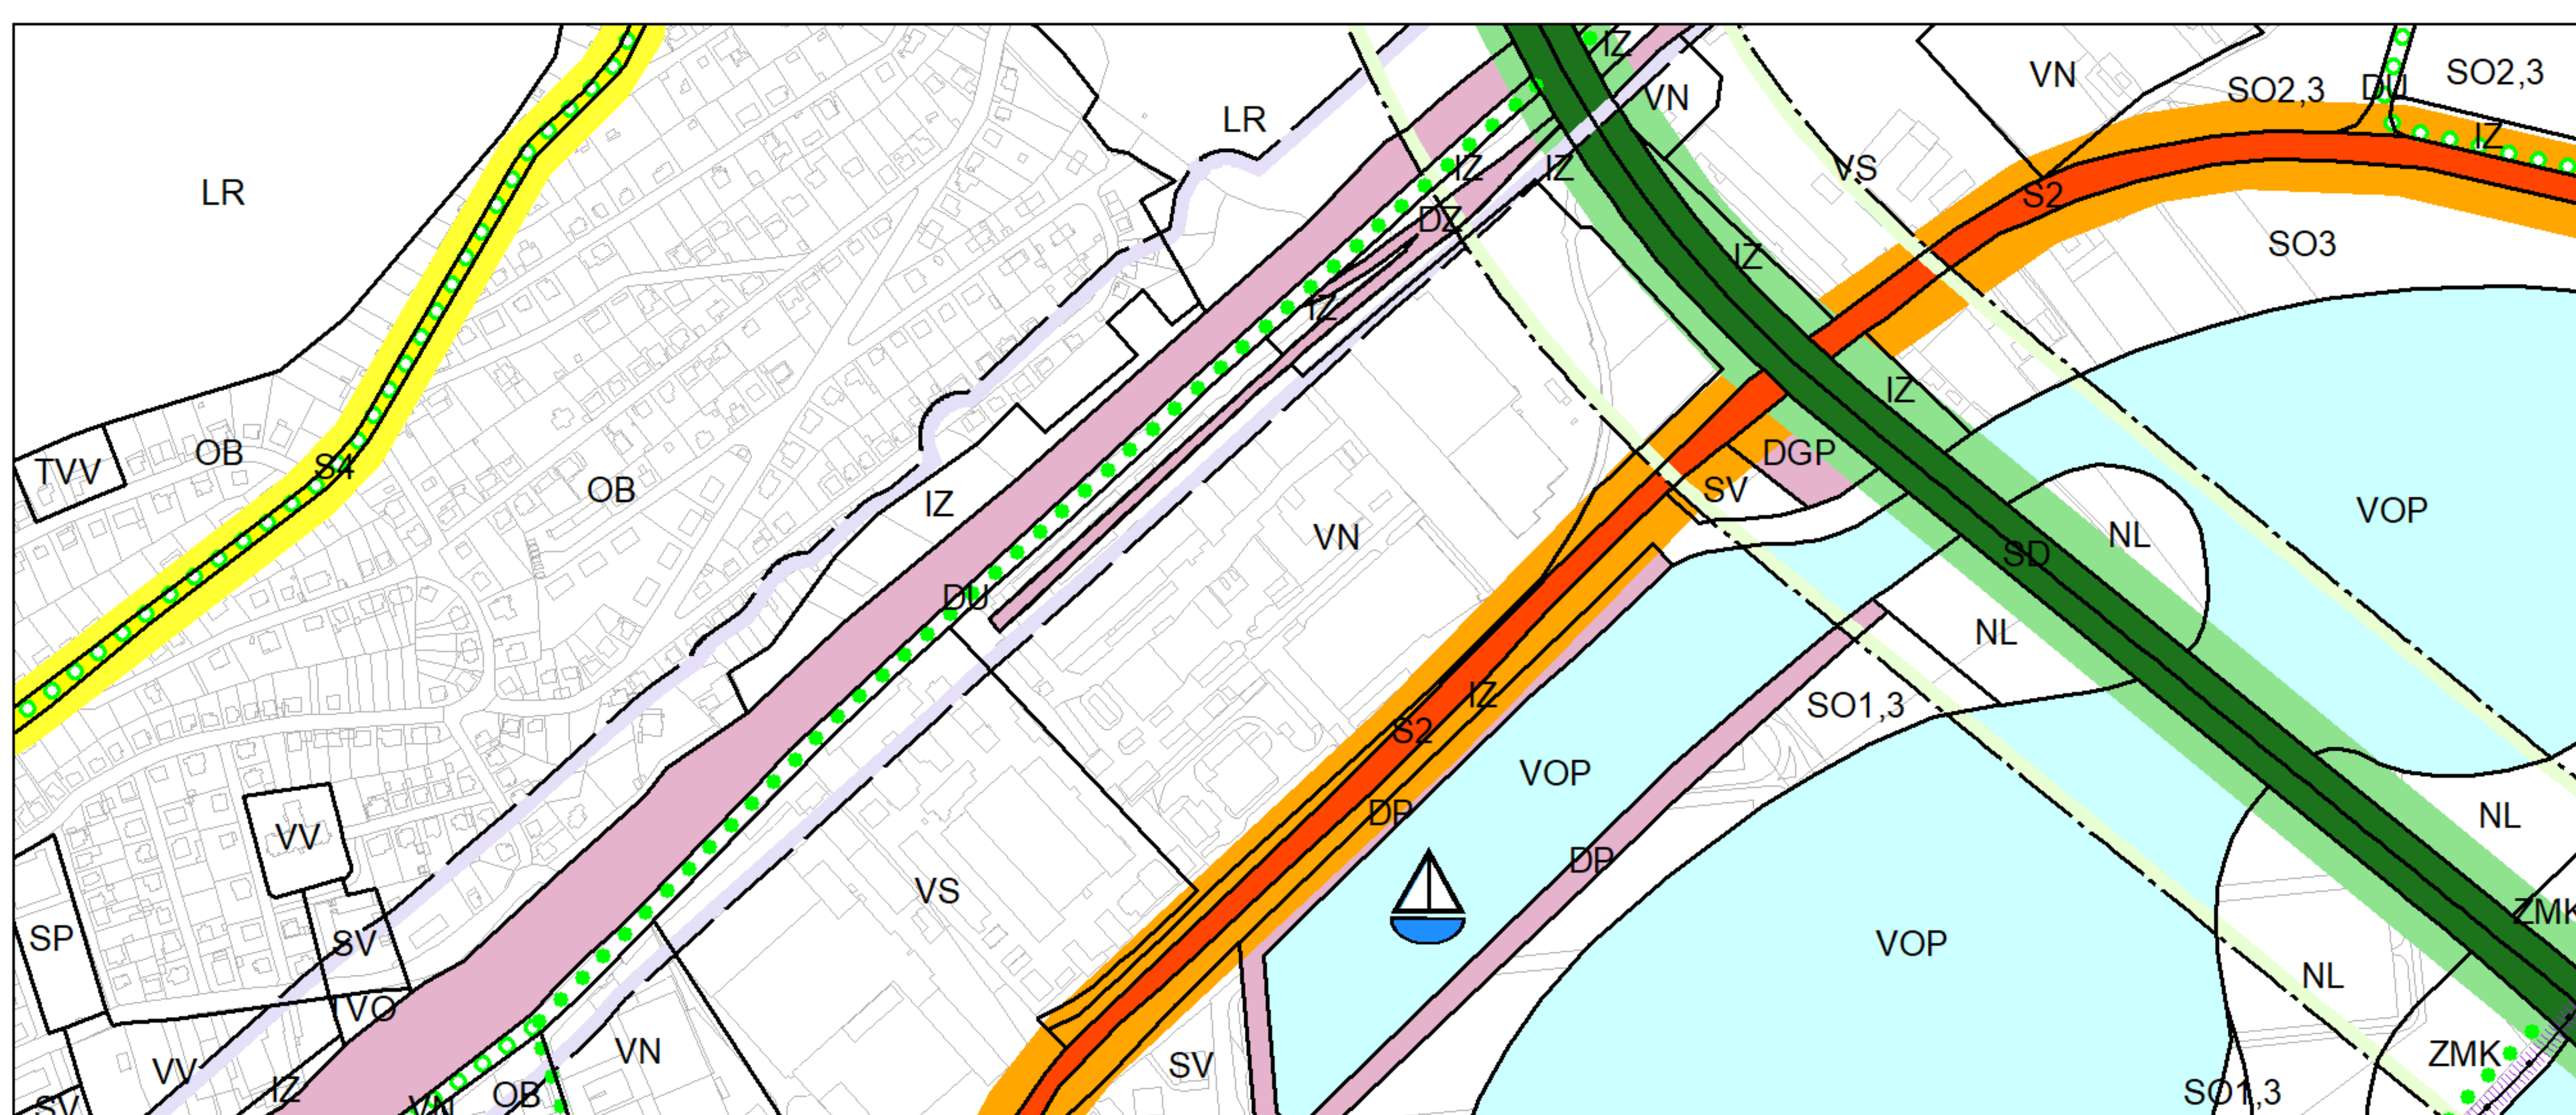 IZ
VN
VN
SO2,3
DU
SO2,3
LR
IZ
LR
IZ
IZ
VS
S2
DZ
SO3
IZ
IZ
IZ
OB
TVV
S4
OB
IZ
DGP
SV
VOP
VN
NL
SD
DU
NL
IZ
SO1,3
S2
VOP
DP
NL
VV
DP
VS
ZMK
SP
SV
VOP
NL
TVO
VN
ZMK
SV
VV
IZ
OB
SO1,3
SV
VN